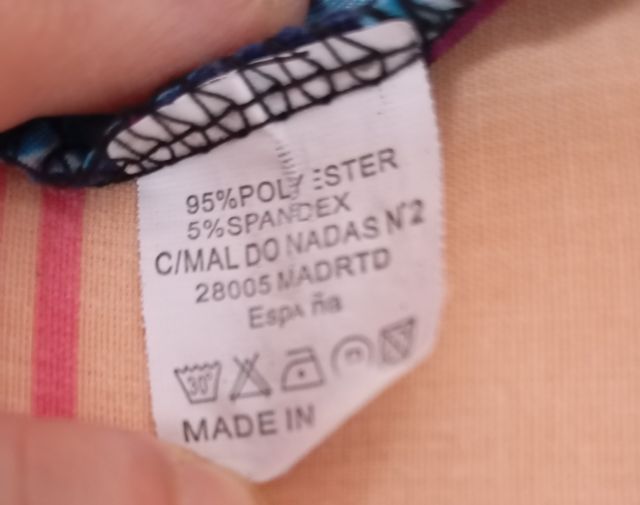 95%POLYESTER
5%SPANDEX
C/MAL DO NADAS N°2
28005 MADRTD
EspA ña
30°
MADE IN